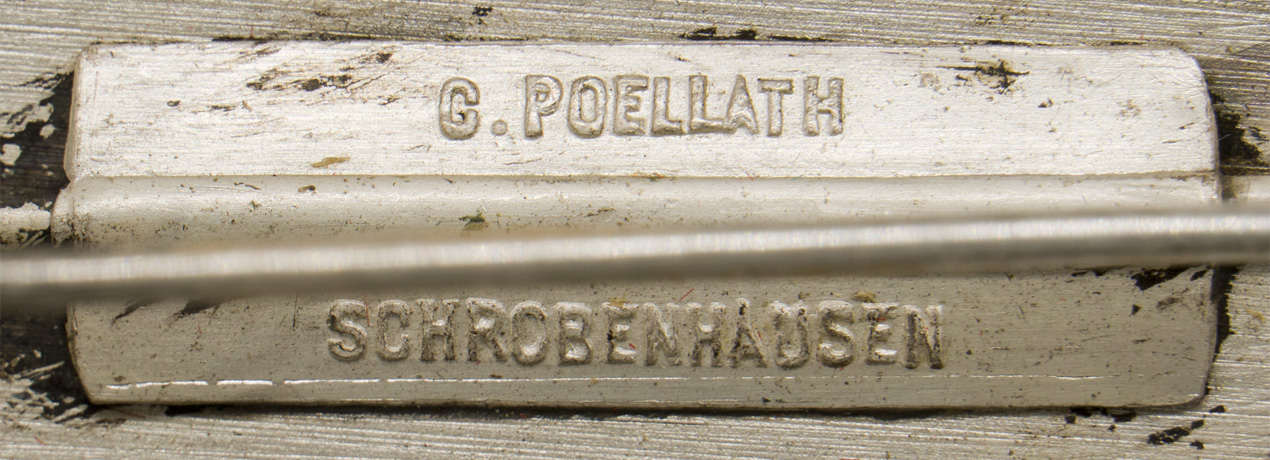 G. POELLATH
SCHROBENHAUSEN